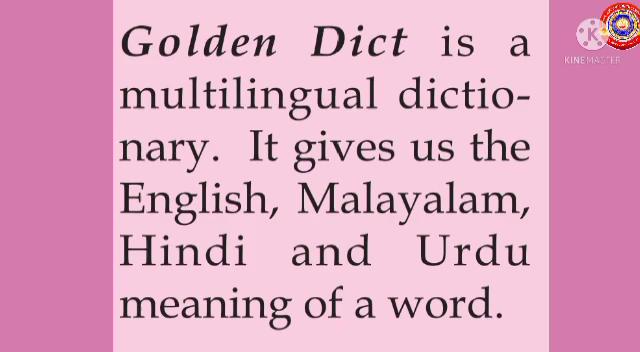 Golden Dict is a
multilingual dictio-
nary. It gives us the
English, Malayalam,
Hindi and Urdu
meaning of a word.
K
KINEMASTER